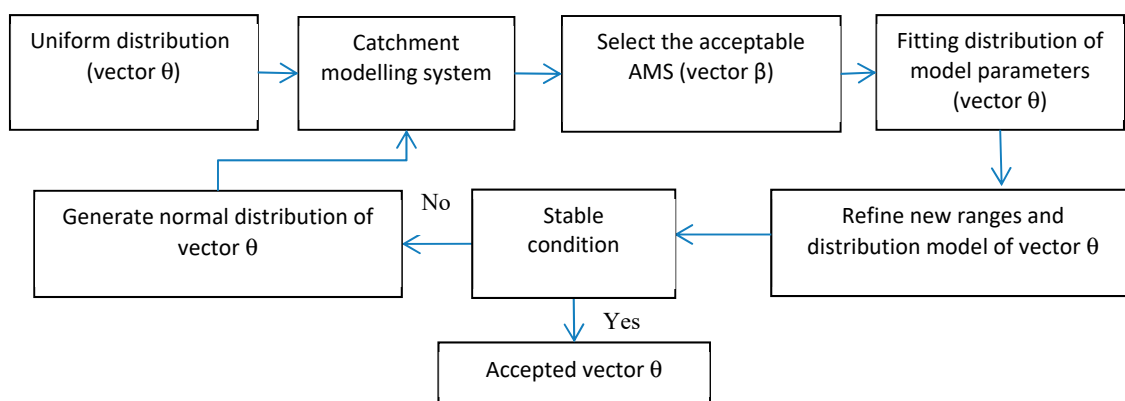 Uniform distribution
(vector θ)
Catchment
modelling system
Select the acceptable
AMS (vector β)
Fitting distribution of
model parameters
(vector θ)
Generate normal distribution of
vector θ
No
Stable
condition
Refine new ranges and
distribution model of vector θ
Yes
Accepted vector θ